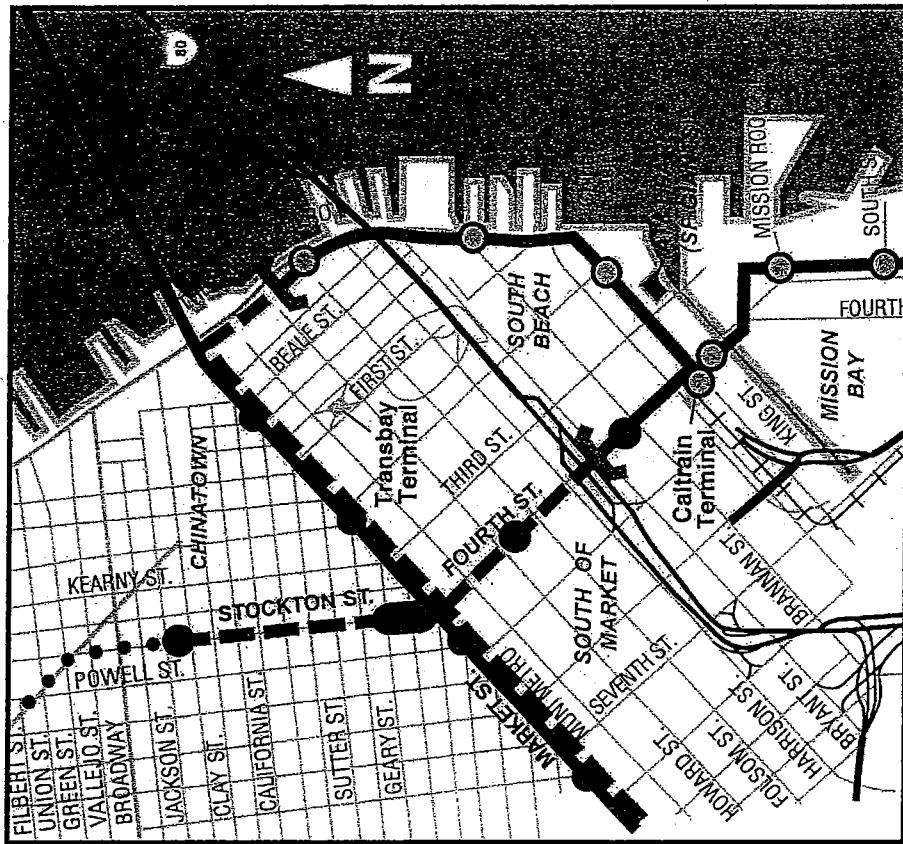 80
N
FILBERT ST.
UNION ST.
GREEN ST.
VALLEJO ST.
BROADWAY
JACKSON ST.
CLAY ST.
CALIFORNIA ST.
SUTTER ST.
GEARY ST.
KEARNY ST.
POWELL ST.
CHINATOWN
STOCKTON ST.
MARKET ST.
MUNI METRO
BEALE ST.
FIRST ST.
Transbay
Terminal
THIRD ST.
FOURTH ST.
SOUTH
BEACH
SOUTH OF
MARKET
SEVENTH ST.
HOWARD ST.
FOLSOM ST.
HARRISON ST.
BRYANT ST.
BRANNAN ST.
Caltrain
Terminal
KING ST.
MISSION
BAY
FOURTH
MISSION ROC
SOUTH S